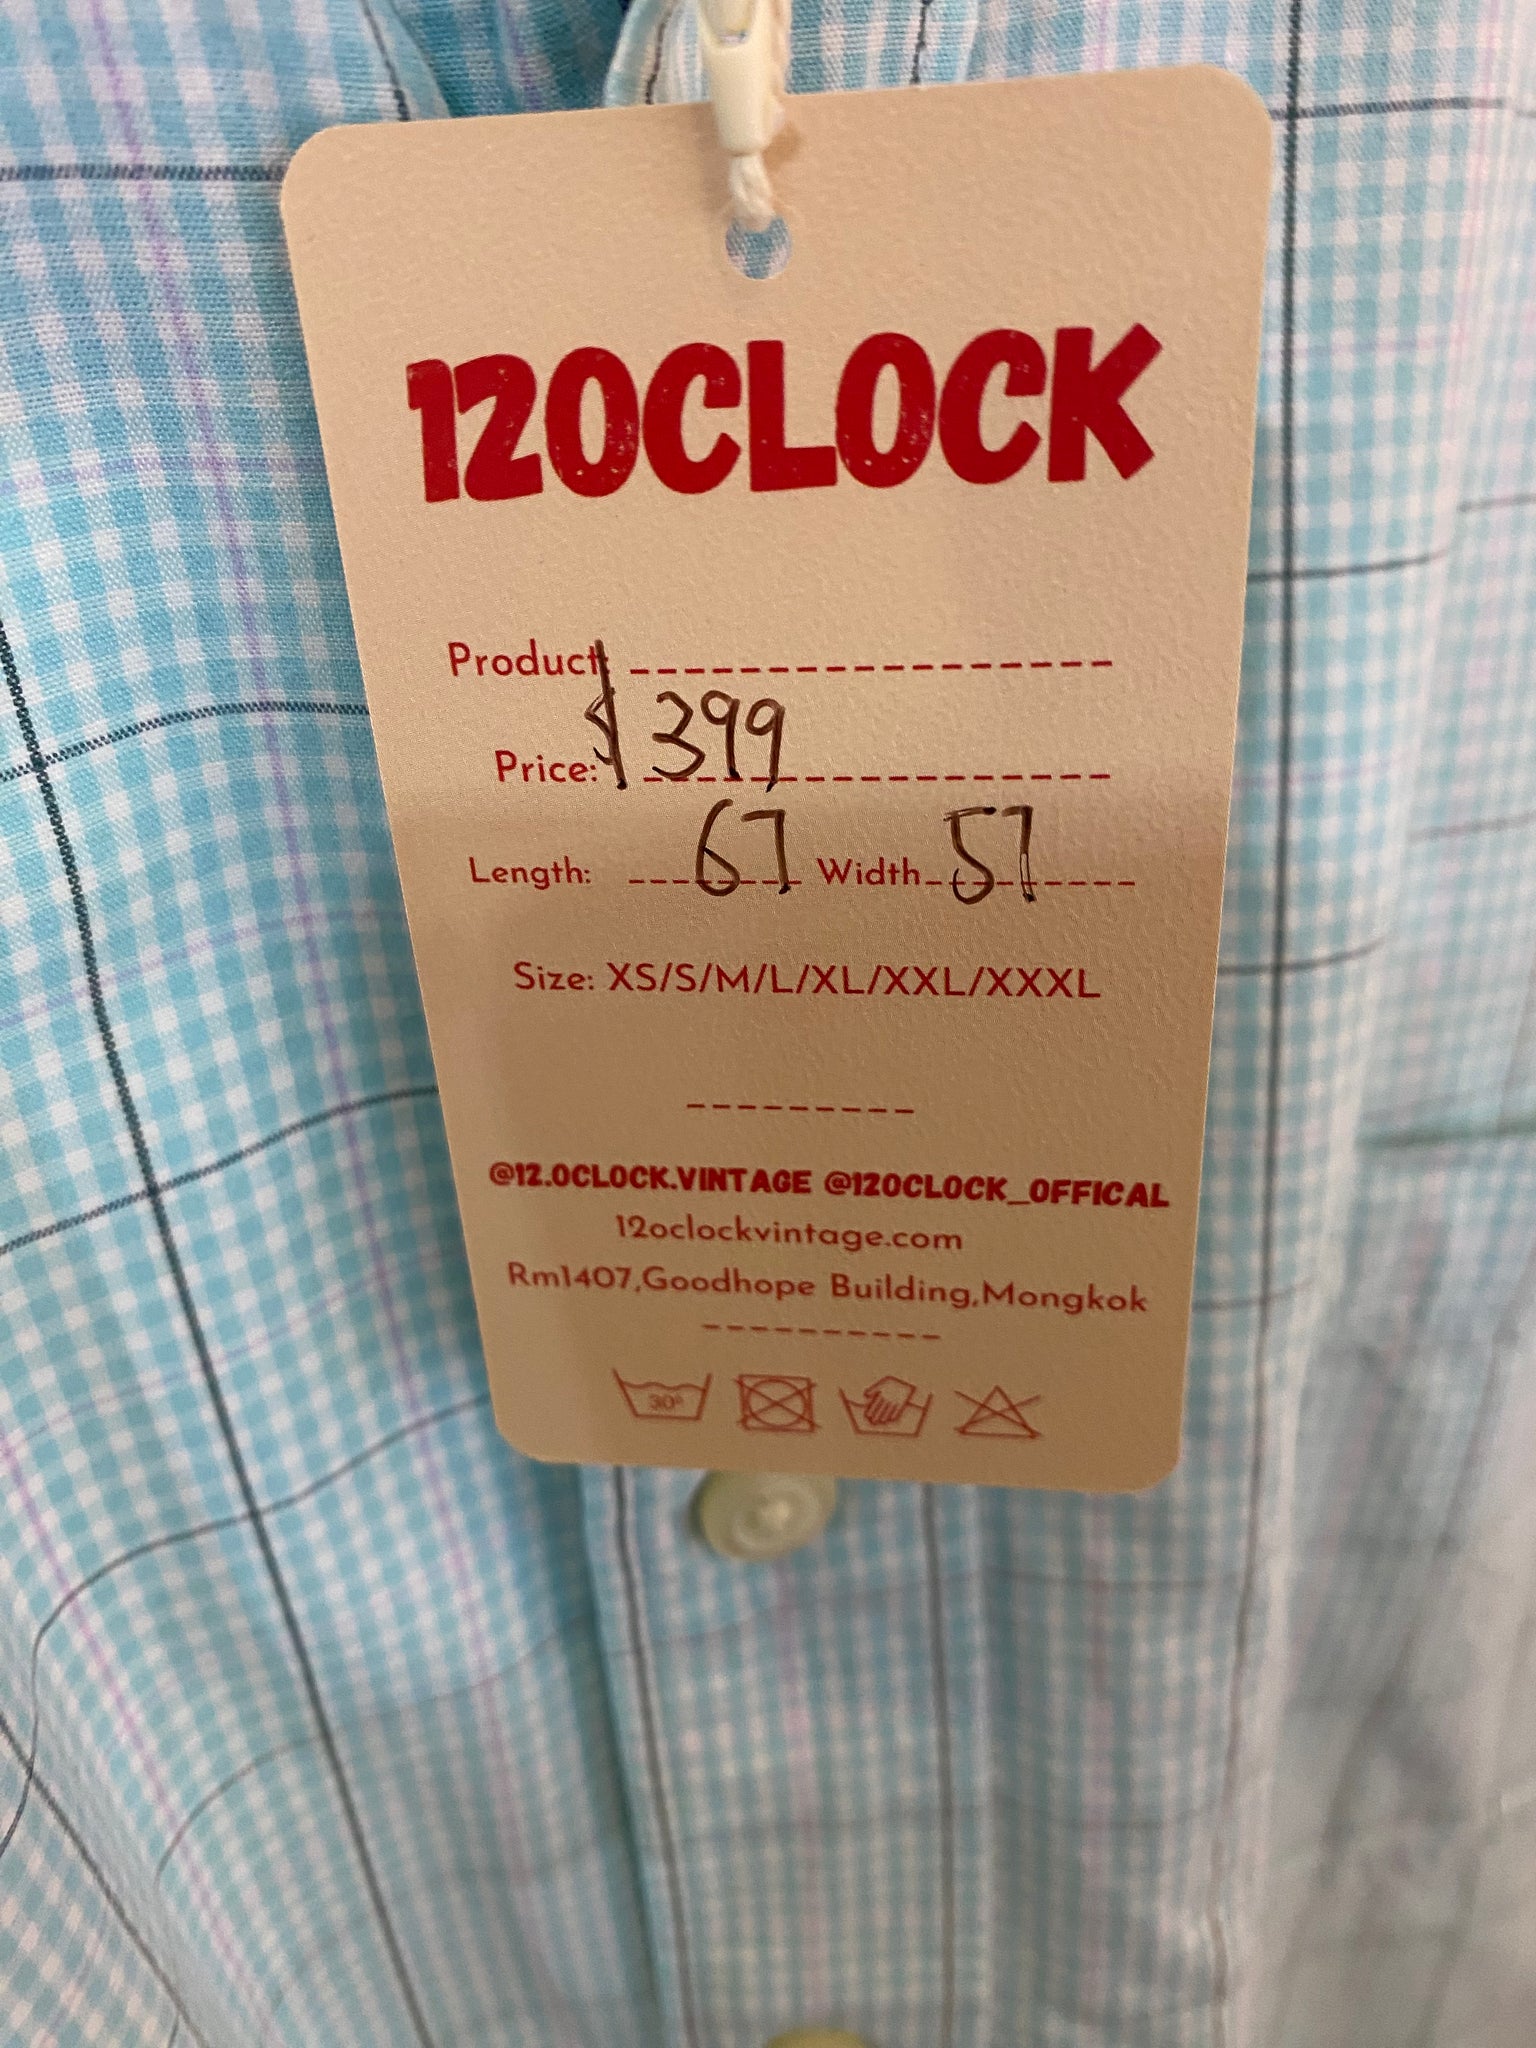 12OCLOCK
Product:
Price: $399
Length: 67 Width 57
Size: XS/S/M/L/XL/XXL/XXXL
@12.OCLOCK.VINTAGE @12OCLOCK_OFFICAL
12oclockvintage.com
Rm1407,Goodhope Building,Mongkok
30°